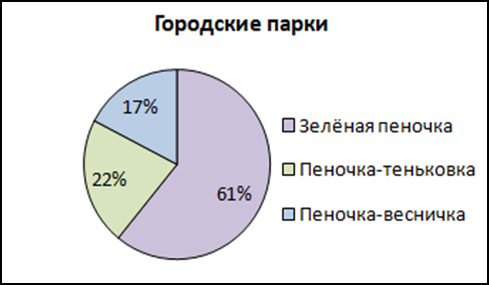 Городские парки
17%
22%
61%
Зелёная пеночка
Пеночка-теньковка
Пеночка-весничка